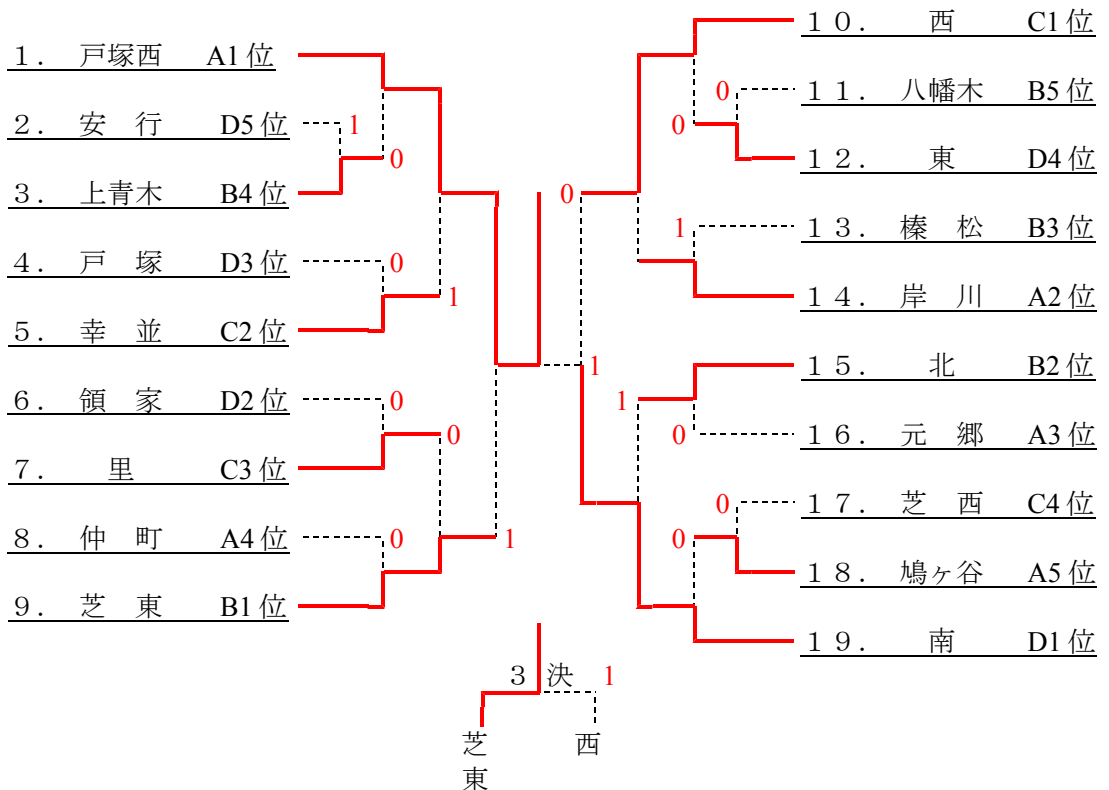 １． 戸塚西 A1位
２． 安 行 D5位
３． 上青木 B4位
４． 戸 塚 D3位
５． 幸 並 C2位
６． 領 家 D2位
７． 里 C3位
８． 仲 町 A4位
９． 芝 東 B1位
1
0
0
1
0
0
0
1
0
1
１０． 西 C1位
１１． 八幡木 B5位
１２． 東 D4位
１３． 榛 松 B3位
１４． 岸 川 A2位
１５． 北 B2位
１６． 元 郷 A3位
１７． 芝 西 C4位
１８． 鳩ヶ谷 A5位
１９． 南 D1位
0
0
1
1
0
0
0
３決 1
芝東
西